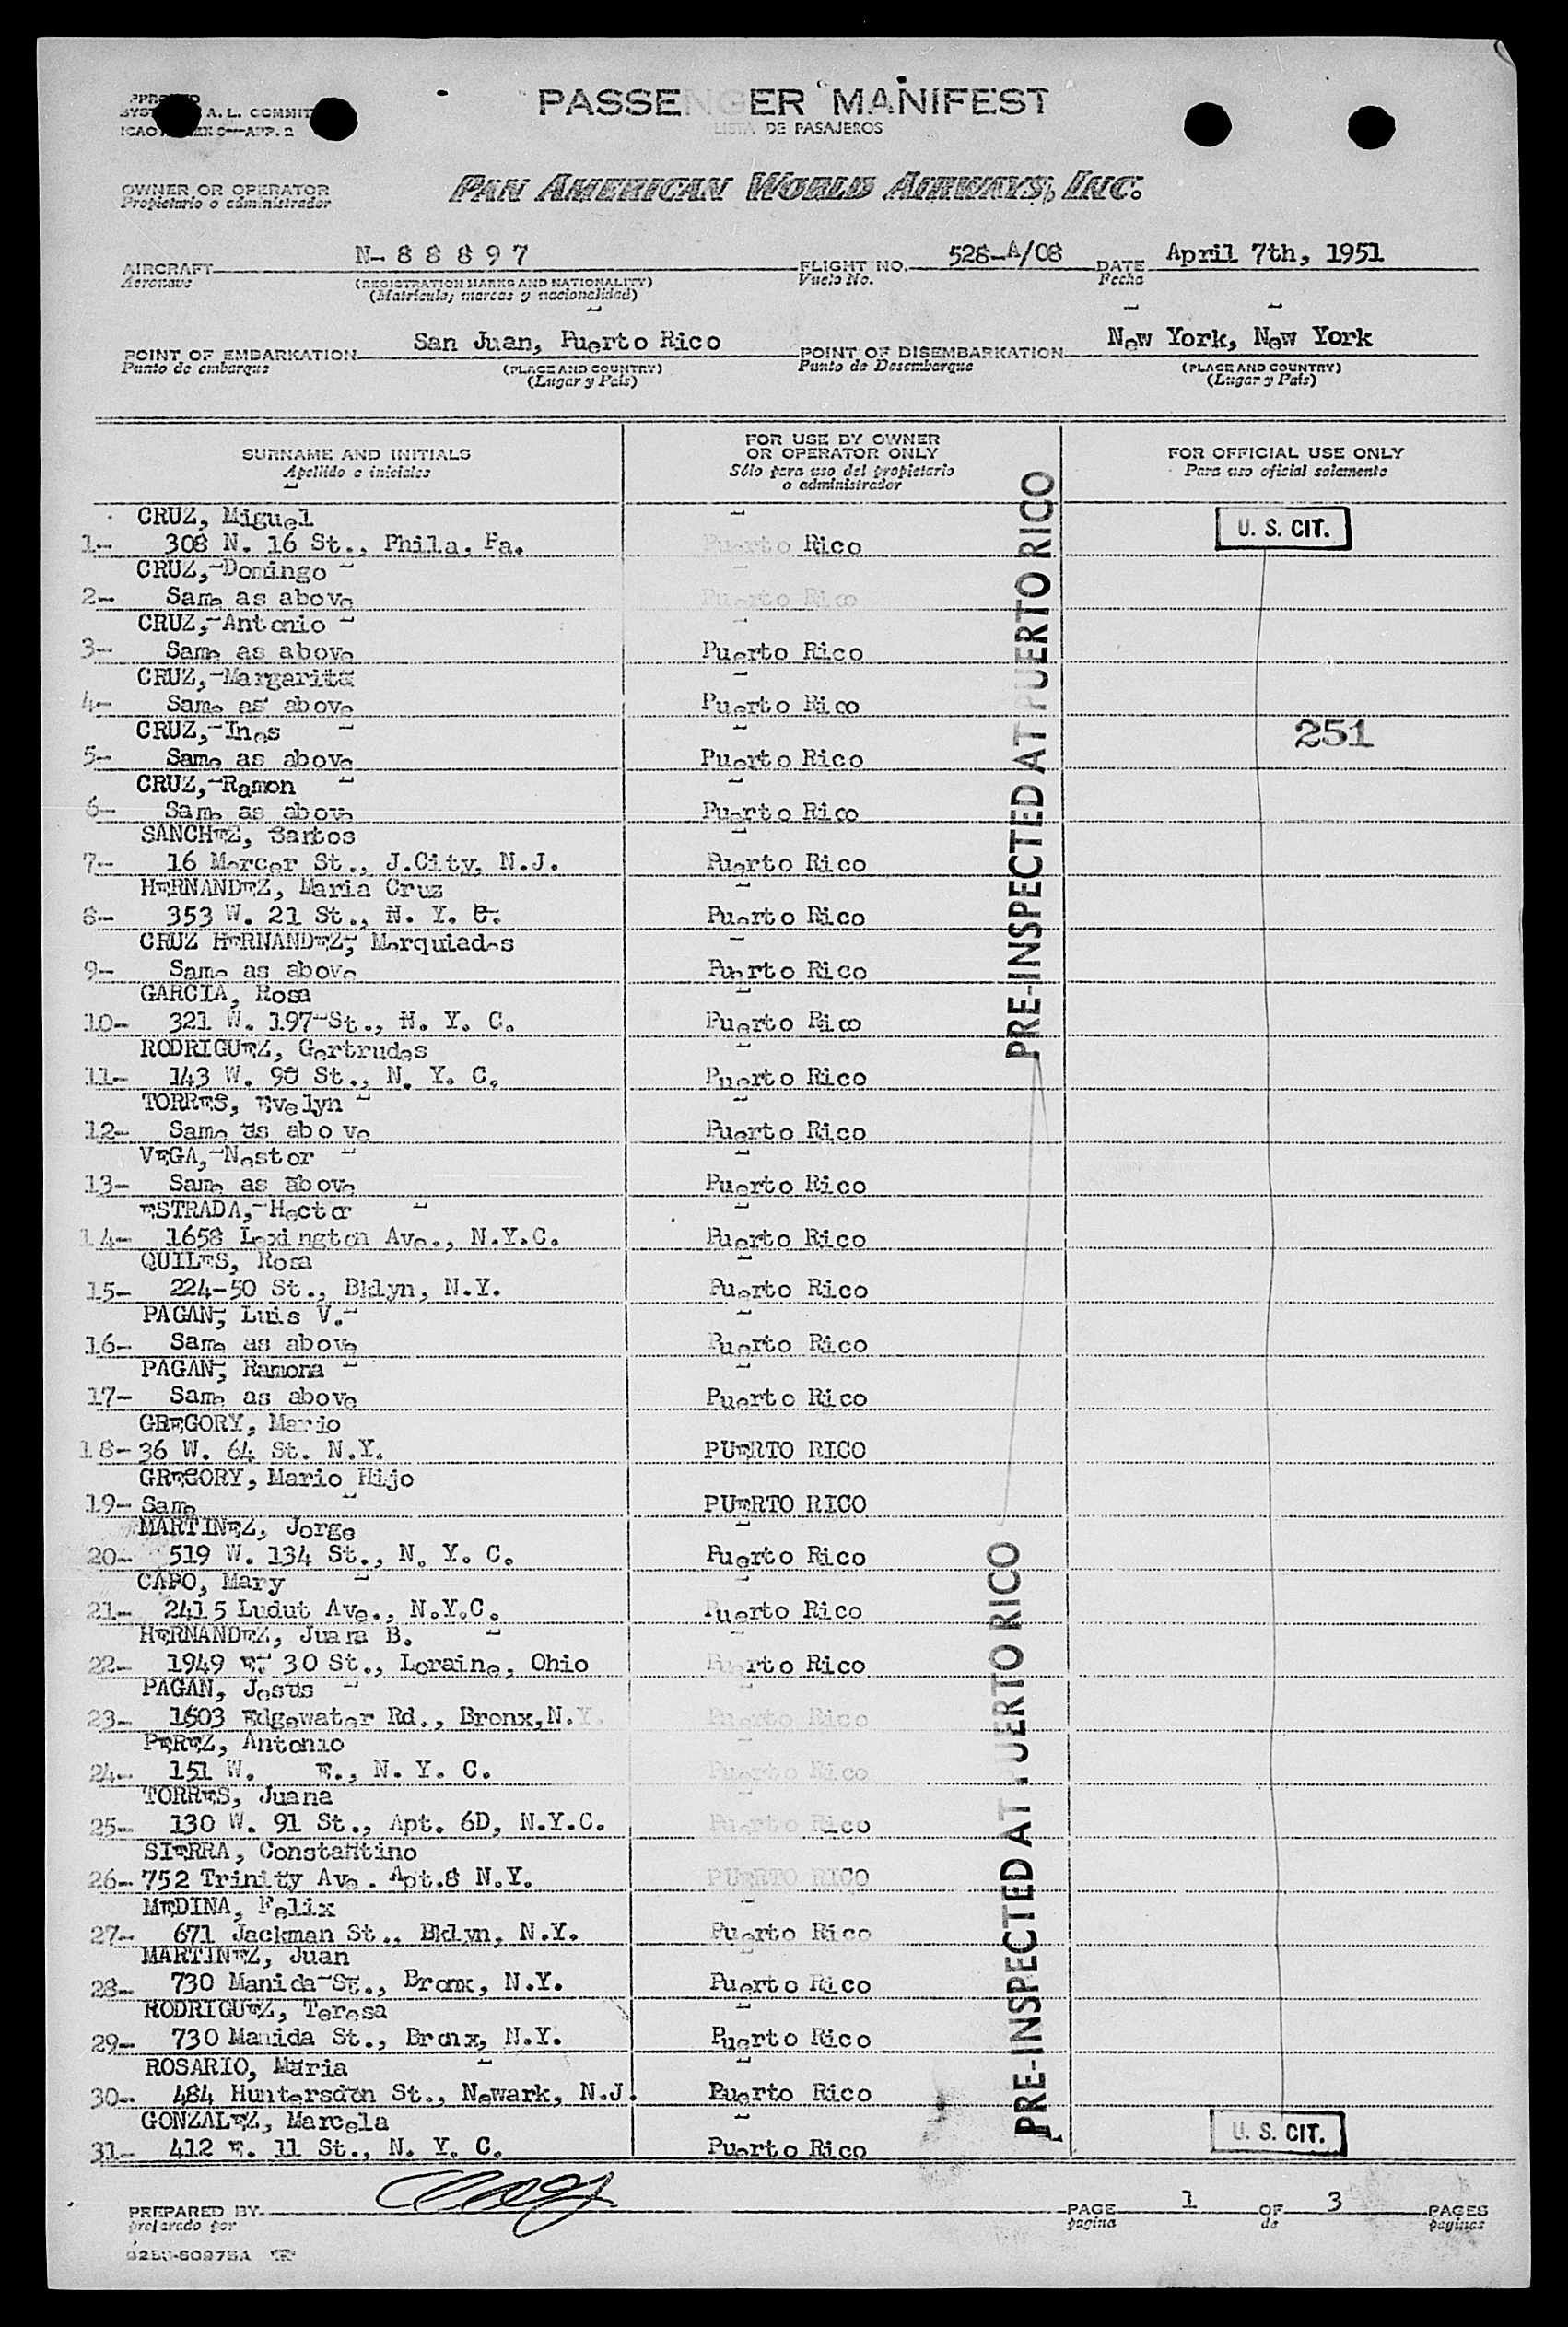 PASSENGER MANIFEST
LISTA DE PASAJEROS
A. L. COMMIT
OWNER OR OPERATOR
Propietario o administrador
PAN AMERICAN WORLD AIRWAYS, INC.
AIRCRAFT N-88897 FLIGHT NO. 528-A/08 DATE April 7th, 1951
Aeronave (REGISTRATION MARKS AND NATIONALITY) Vuelo No. Fecha
(Matrícula, marcas y nacionalidad)
POINT OF EMBARKATION San Juan, Puerto Rico POINT OF DISEMBARKATION New York, New York
Punto de embarque (PLACE AND COUNTRY) Punto de Desembarque (PLACE AND COUNTRY)
(Lugar y País) (Lugar y País)
SURNAME AND INITIALS FOR USE BY OWNER OR OPERATOR ONLY FOR OFFICIAL USE ONLY
Apellido e iniciales Sólo para uso del propietario o administrador Para uso oficial solamente
CRUZ, Miguel
1- 308 N. 16 St., Phila, Pa. Puerto Rico U. S. CIT.
CRUZ, Domingo
2- Same as above Puerto Rico
CRUZ, Antonio
3- Same as above Puerto Rico
CRUZ, Margarita
4- Same as above Puerto Rico
CRUZ, Ines 251
5- Same as above Puerto Rico
CRUZ, Ramon
6- Same as above Puerto Rico
SANCHEZ, Santos
7- 16 Mercer St., J.City, N.J. Puerto Rico
HERNANDEZ, Maria Cruz
8- 353 W. 21 St., N. Y. C. Puerto Rico
CRUZ HERNANDEZ, Merquiades
9- Same as above Puerto Rico
GARCIA, Rosa
10- 321 W. 197 St., N. Y. C. Puerto Rico
RODRIGUEZ, Gertrudes
11- 143 W. 98 St., N. Y. C. Puerto Rico
TORRES, Evelyn
12- Same as above Puerto Rico
VEGA, Nestor
13- Same as above Puerto Rico
ESTRADA, Hector
14- 1658 Lexington Ave., N.Y.C. Puerto Rico
QUILES, Rosa
15- 224-50 St., Bklyn, N.Y. Puerto Rico
PAGAN, Luis V.
16- Same as above Puerto Rico
PAGAN, Ramona
17- Same as above Puerto Rico
GREGORY, Mario
18- 36 W. 64 St. N.Y. PUERTO RICO
GREGORY, Mario Hijo
19- Same PUERTO RICO
MARTINEZ, Jorge
20- 519 W. 134 St., N. Y. C. Puerto Rico
CAPO, Mary
21- 2415 Ludut Ave., N.Y.C. Puerto Rico
HERNANDEZ, Juana B.
22- 1949 E. 30 St., Loraine, Ohio Puerto Rico
PAGAN, Jesus
23- 1603 Edgewater Rd., Bronx, N.Y. Puerto Rico
PEREZ, Antonio
24- 151 W. E., N. Y. C. Puerto Rico
TORRES, Juana
25- 130 W. 91 St., Apt. 6D, N.Y.C. Puerto Rico
SIERRA, Constantino
26- 752 Trinity Ave. Apt.8 N.Y. PUERTO RICO
MEDINA, Felix
27- 671 Jackman St., Bklyn, N.Y. Puerto Rico
MARTINEZ, Juan
28- 730 Manida St., Bronx, N.Y. Puerto Rico
RODRIGUEZ, Teresa
29- 730 Manida St., Bronx, N.Y. Puerto Rico
ROSARIO, Maria
30- 484 Huntersdon St., Newark, N.J. Puerto Rico
GONZALEZ, Marcela
31- 412 E. 11 St., N. Y. C. Puerto Rico U. S. CIT.
PRE-INSPECTED AT PUERTO RICO
PRE-INSPECTED AT PUERTO RICO
PREPARED BY PAGE 1 OF 3 PAGES
preparado por pagina de paginas